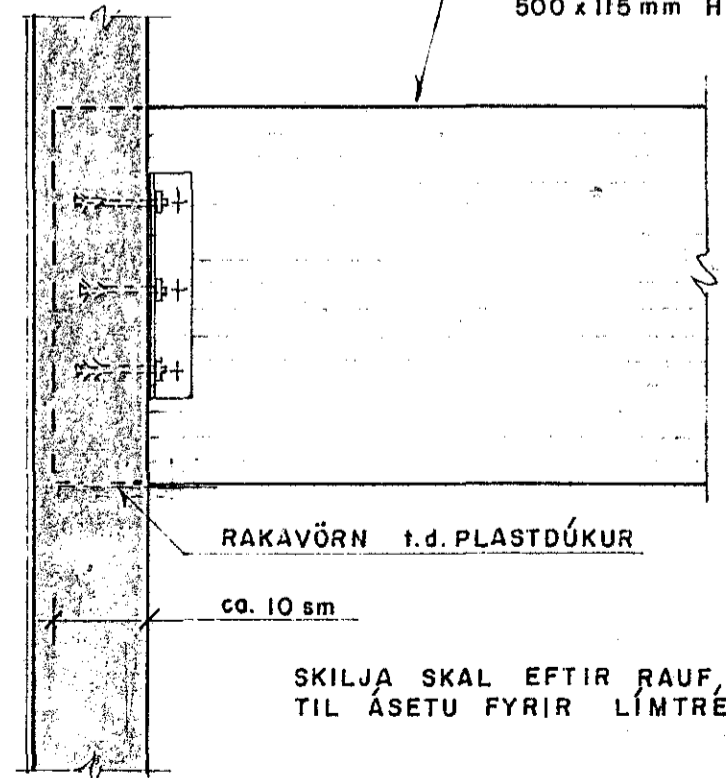 500 x 115 mm H
RAKAVÖRN t.d. PLASTDÚKUR
ca. 10 sm
SKILJA SKAL EFTIR RAUF,
TIL ÁSETU FYRIR LÍMTRÉ